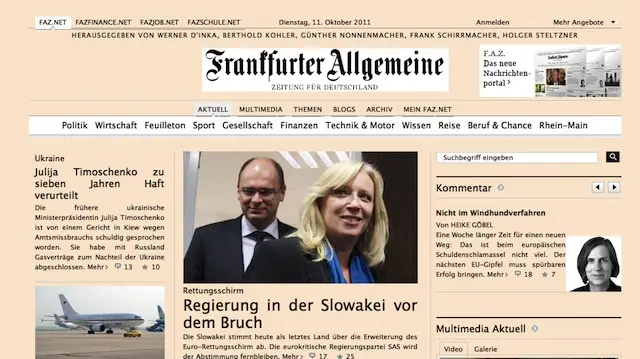 FAZ.NET FAZFINANCE.NET FAZJOB.NET FAZSCHULE.NET Dienstag, 11. Oktober 2011 Anmelden Mehr Angebote
HERAUSGEGEBEN VON WERNER D'INKA, BERTHOLD KOHLER, GÜNTHER NONNENMACHER, FRANK SCHIRRMACHER, HOLGER STELTZNER
Frankfurter Allgemeine
ZEITUNG FÜR DEUTSCHLAND
F.A.Z.
Das neue
Nachrichten-
portal >
AKTUELL MULTIMEDIA THEMEN BLOGS ARCHIV MEIN FAZ.NET
Politik Wirtschaft Feuilleton Sport Gesellschaft Finanzen Technik & Motor Wissen Reise Beruf & Chance Rhein-Main
Ukraine
Julija Timoschenko zu
sieben Jahren Haft
verurteilt
Die frühere ukrainische
Ministerpräsidentin Julija Timoschenko
ist von einem Gericht in Kiew wegen
Amtsmissbrauchs schuldig gesprochen
worden. Sie habe mit Russland
Gasverträge zum Nachteil der Ukraine
abgeschlossen. Mehr > 13 10
Rettungsschirm
Regierung in der Slowakei vor
dem Bruch
Die Slowakei stimmt heute als letztes Land über die Erweiterung des
Euro-Rettungsschirm ab. Die eurokritische Regierungspartei SAS wird
der Abstimmung fernbleiben. Mehr > 17 25
Suchbegriff eingeben
Kommentar
Nicht im Windhundverfahren
Von HEIKE GÖBEL
Eine Woche länger Zeit für einen neuen
Weg: Das ist beim europäischen
Schuldenschlamassel nicht viel. Der
nächsten EU-Gipfel muss spürbaren
Erfolg bringen. Mehr > 18 7
Multimedia Aktuell
Video Galerie